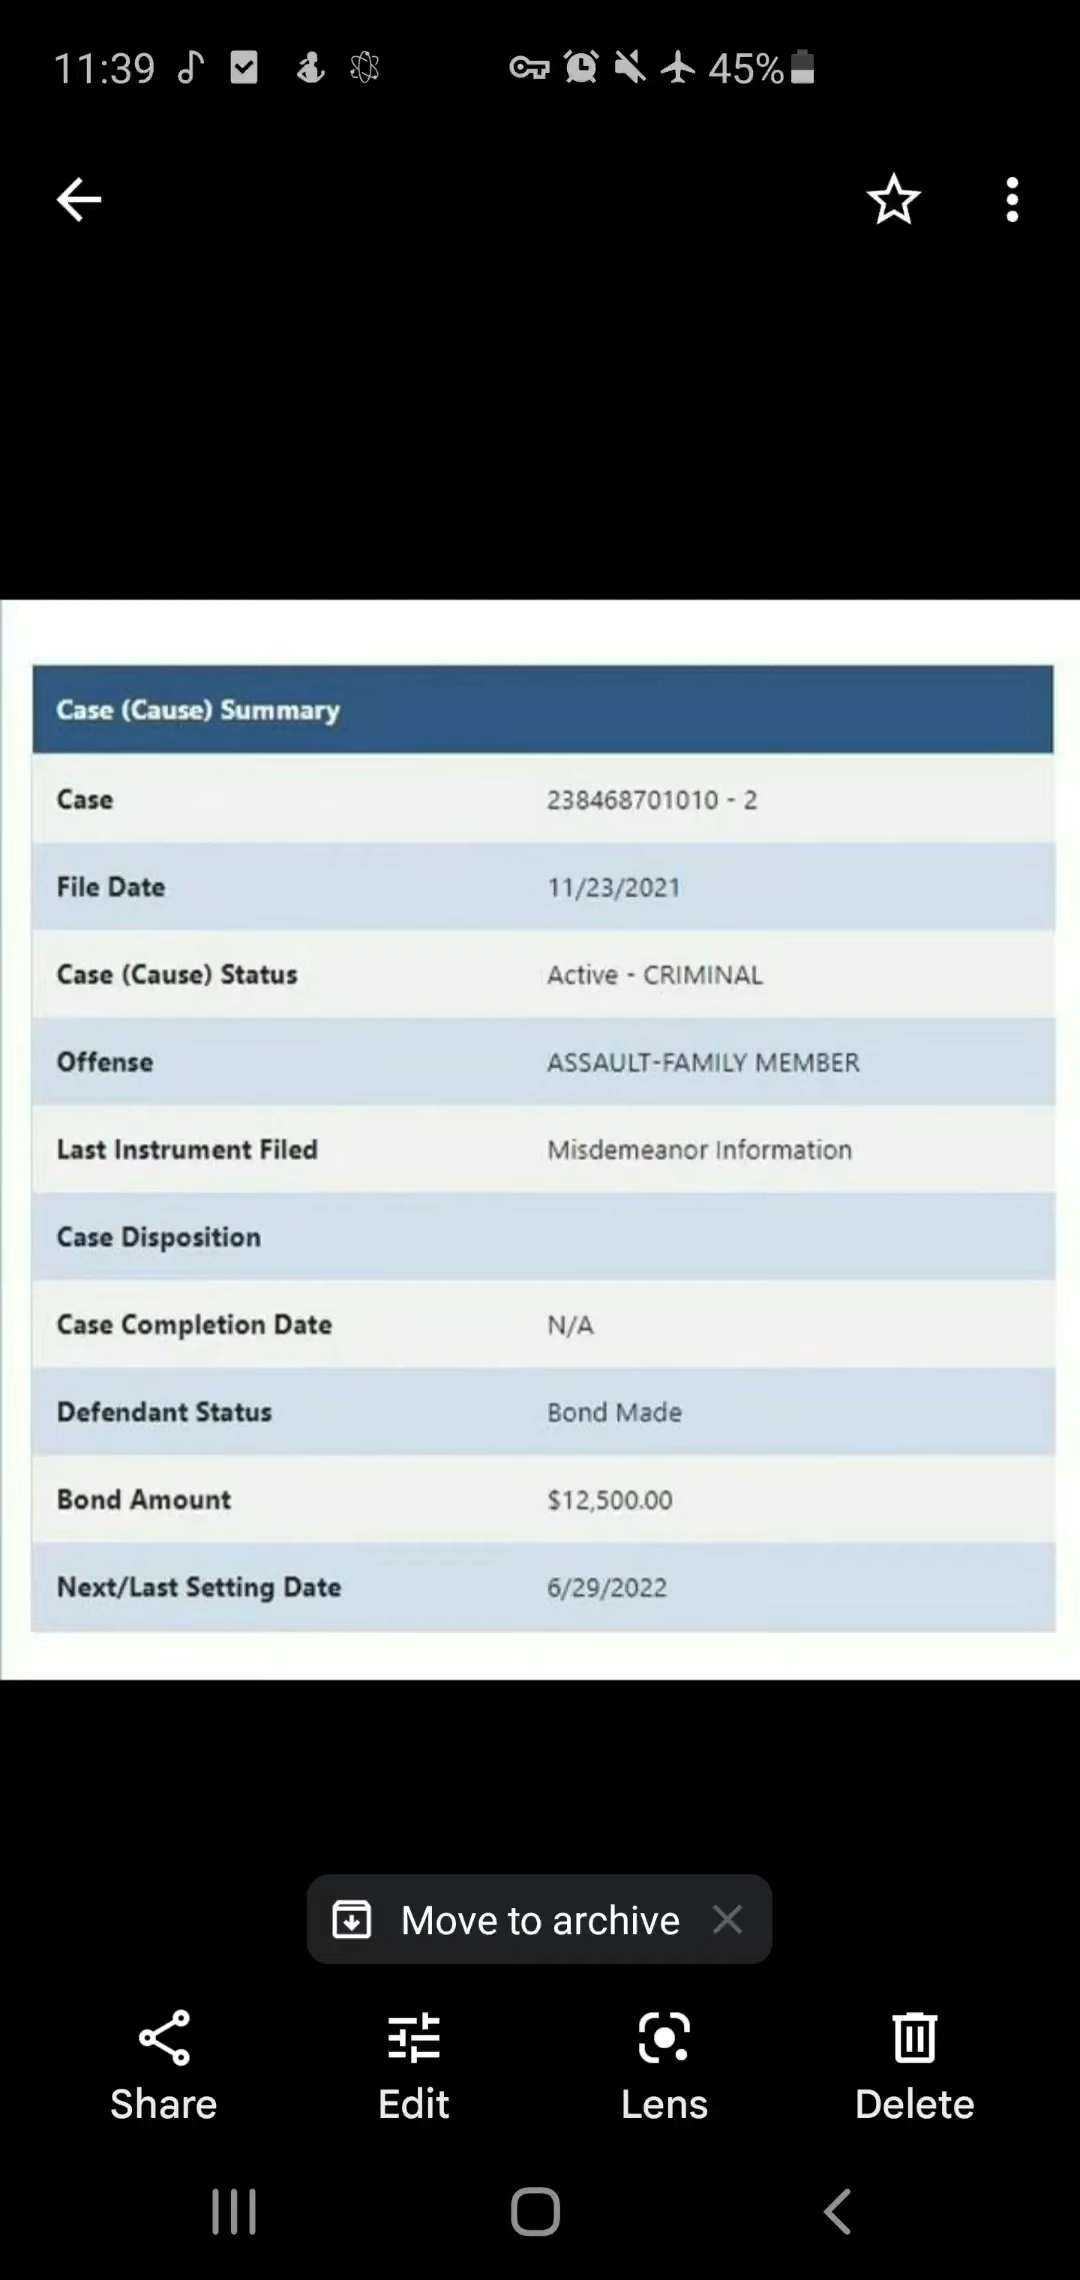 11:39 45%
Case (Cause) Summary
Case 238468701010 - 2
File Date 11/23/2021
Case (Cause) Status Active - CRIMINAL
Offense ASSAULT-FAMILY MEMBER
Last Instrument Filed Misdemeanor Information
Case Disposition
Case Completion Date N/A
Defendant Status Bond Made
Bond Amount $12,500.00
Next/Last Setting Date 6/29/2022
Move to archive
Share Edit Lens Delete